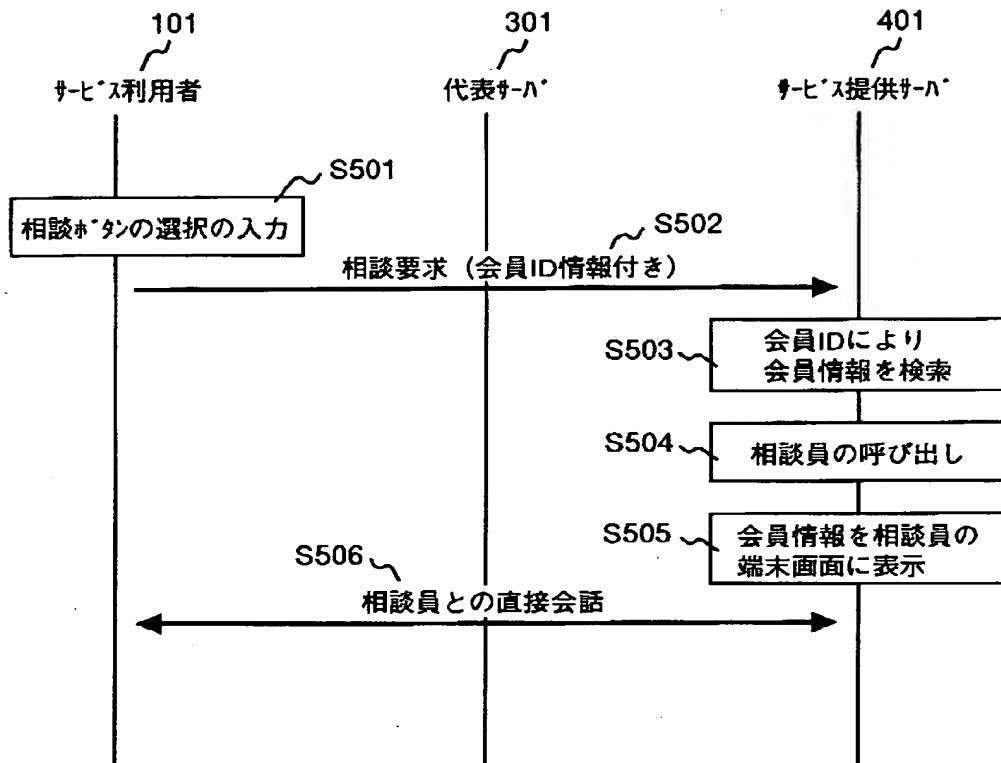 101
301
401
ｻｰﾋﾞｽ利用者
代表ｻｰﾊﾞ
ｻｰﾋﾞｽ提供ｻｰﾊﾞ
S501
相談ﾎﾞﾀﾝの選択の入力
S502
相談要求（会員ID情報付き）
S503
会員IDにより
会員情報を検索
S504
相談員の呼び出し
S505
会員情報を相談員の
端末画面に表示
S506
相談員との直接会話